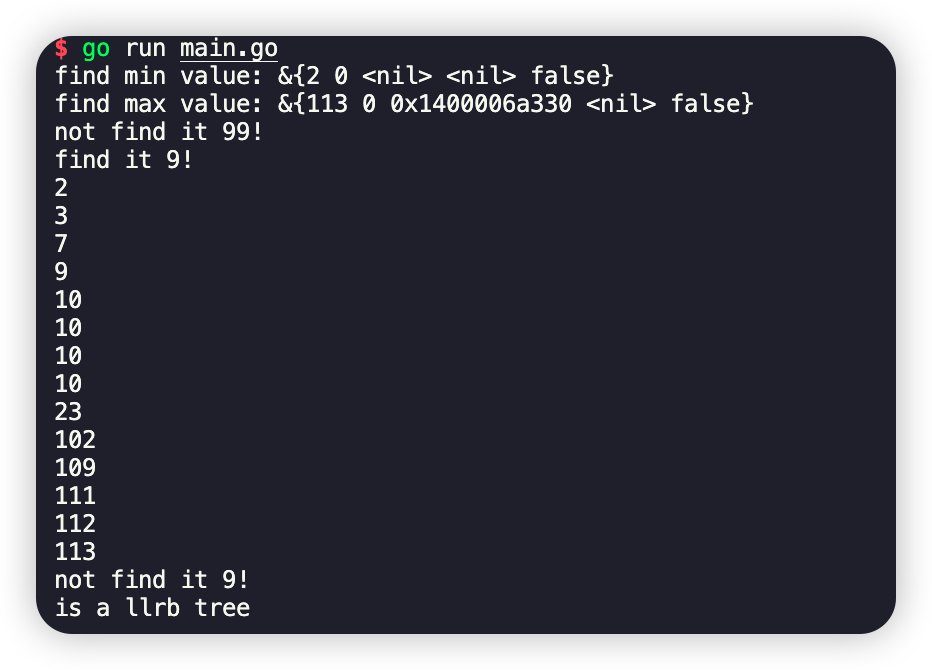 $ go run main.go
find min value: &{2 0 <nil> <nil> false}
find max value: &{113 0 0x1400006a330 <nil> false}
not find it 99!
find it 9!
2
3
7
9
10
10
10
10
23
102
109
111
112
113
not find it 9!
is a llrb tree